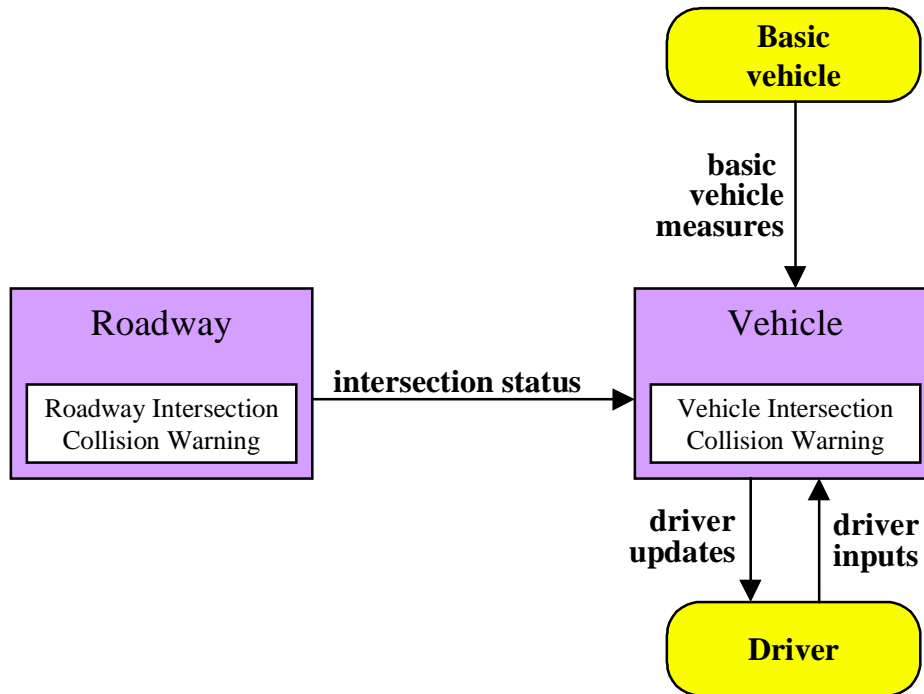 Basic
vehicle
basic
vehicle
measures
Roadway
Roadway Intersection
Collision Warning
intersection status
Vehicle
Vehicle Intersection
Collision Warning
driver
updates
driver
inputs
Driver